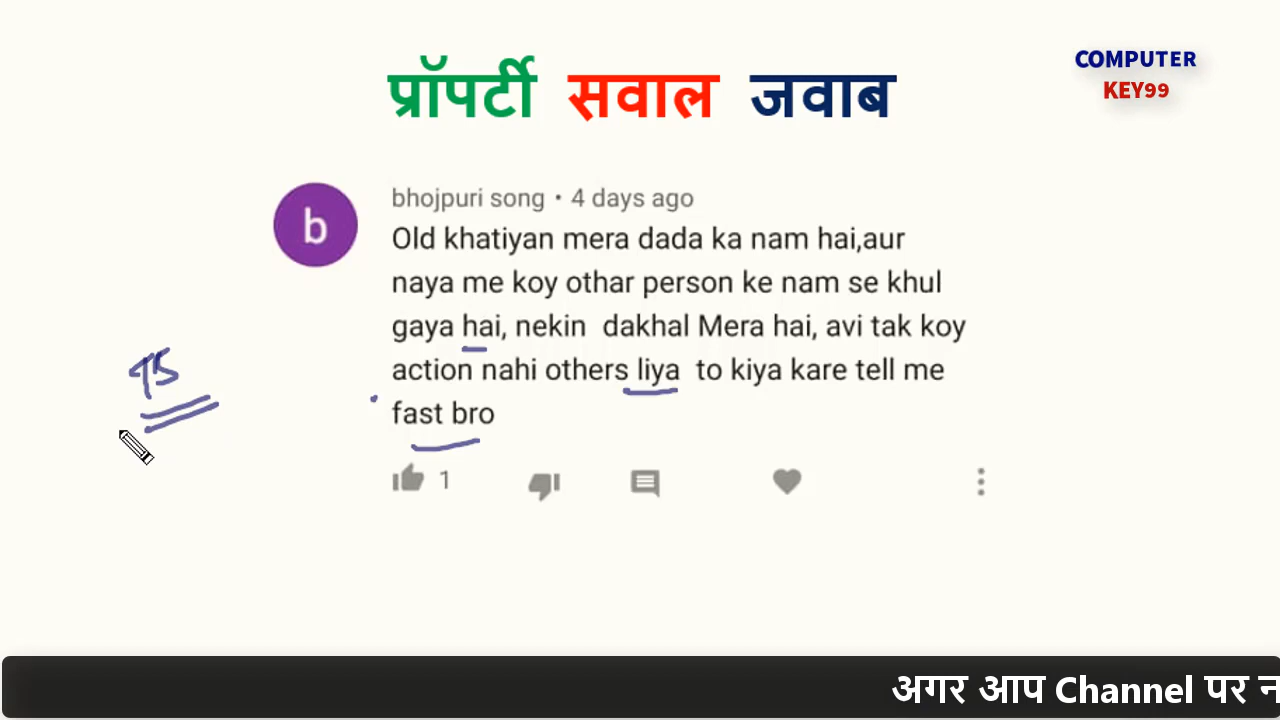 प्रॉपर्टी सवाल जवाब
COMPUTER
KEY99
b
bhojpuri song • 4 days ago
Old khatiyan mera dada ka nam hai,aur
naya me koy othar person ke nam se khul
gaya hai, nekin dakhal Mera hai, avi tak koy
action nahi others liya to kiya kare tell me
fast bro
1
अगर आप Channel पर